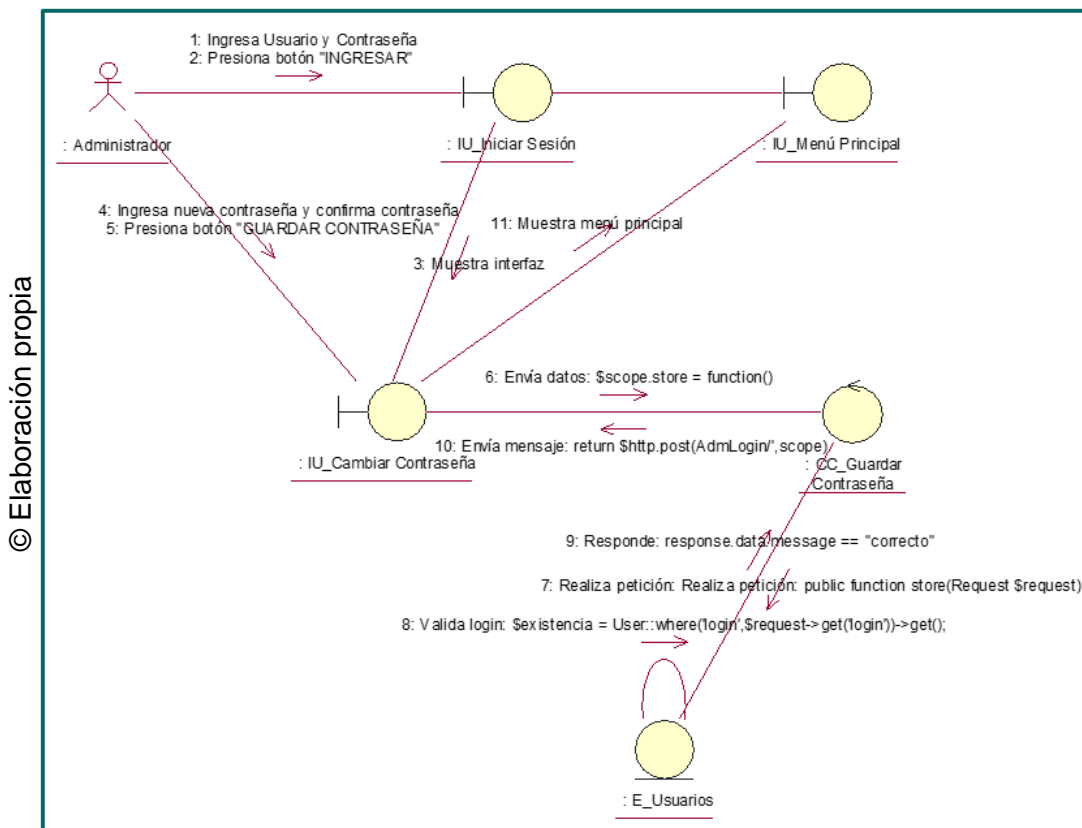 © Elaboración propia
1: Ingresa Usuario y Contraseña
2: Presiona botón "INGRESAR"
: Administrador
: IU_Iniciar Sesión
: IU_Menú Principal
4: Ingresa nueva contraseña y confirma contraseña
5: Presiona botón "GUARDAR CONTRASEÑA"
11: Muestra menú principal
3: Muestra interfaz
6: Envía datos: $scope.store = function()
10: Envía mensaje: return $http.post(AdmLogin/',scope)
: IU_Cambiar Contraseña
: CC_Guardar
Contraseña
9: Responde: response.data.message == "correcto"
7: Realiza petición: Realiza petición: public function store(Request $request)
8: Valida login: $existencia = User::where('login',$request->get('login'))->get();
: E_Usuarios